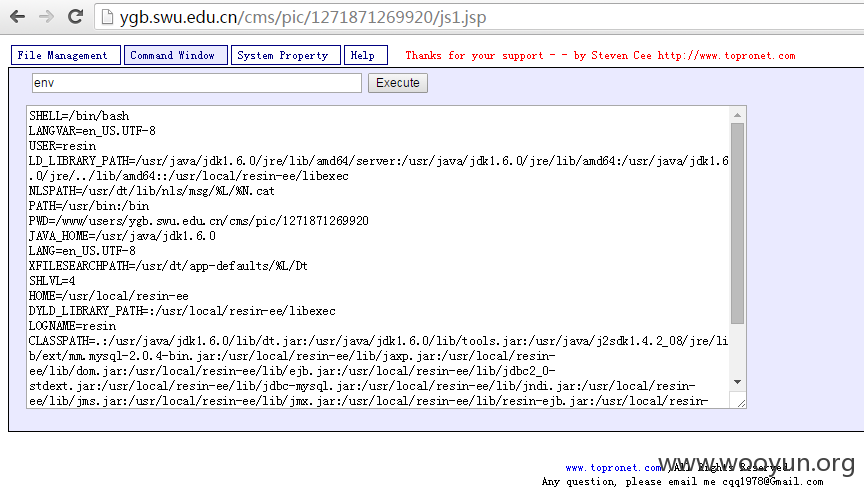 ygb.swu.edu.cn/cms/pic/1271871269920/js1.jsp
File Management Command Window System Property Help Thanks for your support - - by Steven Cee http://www.topronet.com
env Execute
SHELL=/bin/bash
LANGVAR=en_US.UTF-8
USER=resin
LD_LIBRARY_PATH=/usr/java/jdk1.6.0/jre/lib/amd64/server:/usr/java/jdk1.6.0/jre/lib/amd64:/usr/java/jdk1.6
.0/jre/../lib/amd64::/usr/local/resin-ee/libexec
NLSPATH=/usr/dt/lib/nls/msg/%L/%N.cat
PATH=/usr/bin:/bin
PWD=/www/users/ygb.swu.edu.cn/cms/pic/1271871269920
JAVA_HOME=/usr/java/jdk1.6.0
LANG=en_US.UTF-8
XFILESEARCHPATH=/usr/dt/app-defaults/%L/Dt
SHLVL=4
HOME=/usr/local/resin-ee
DYLD_LIBRARY_PATH=:/usr/local/resin-ee/libexec
LOGNAME=resin
CLASSPATH=.:/usr/java/jdk1.6.0/lib/dt.jar:/usr/java/jdk1.6.0/lib/tools.jar:/usr/java/j2sdk1.4.2_08/jre/li
b/ext/mm.mysql-2.0.4-bin.jar:/usr/local/resin-ee/lib/jaxp.jar:/usr/local/resin-
ee/lib/dom.jar:/usr/local/resin-ee/lib/ejb.jar:/usr/local/resin-ee/lib/jdbc2_0-
stdext.jar:/usr/local/resin-ee/lib/jdbc-mysql.jar:/usr/local/resin-ee/lib/jndi.jar:/usr/local/resin-
ee/lib/jms.jar:/usr/local/resin-ee/lib/jmx.jar:/usr/local/resin-ee/lib/resin-ejb.jar:/usr/local/resin-
www.topronet.com ,All Rights Reserved.
www.wooyun.org
Any question, please email me cqq1978@Gmail.com